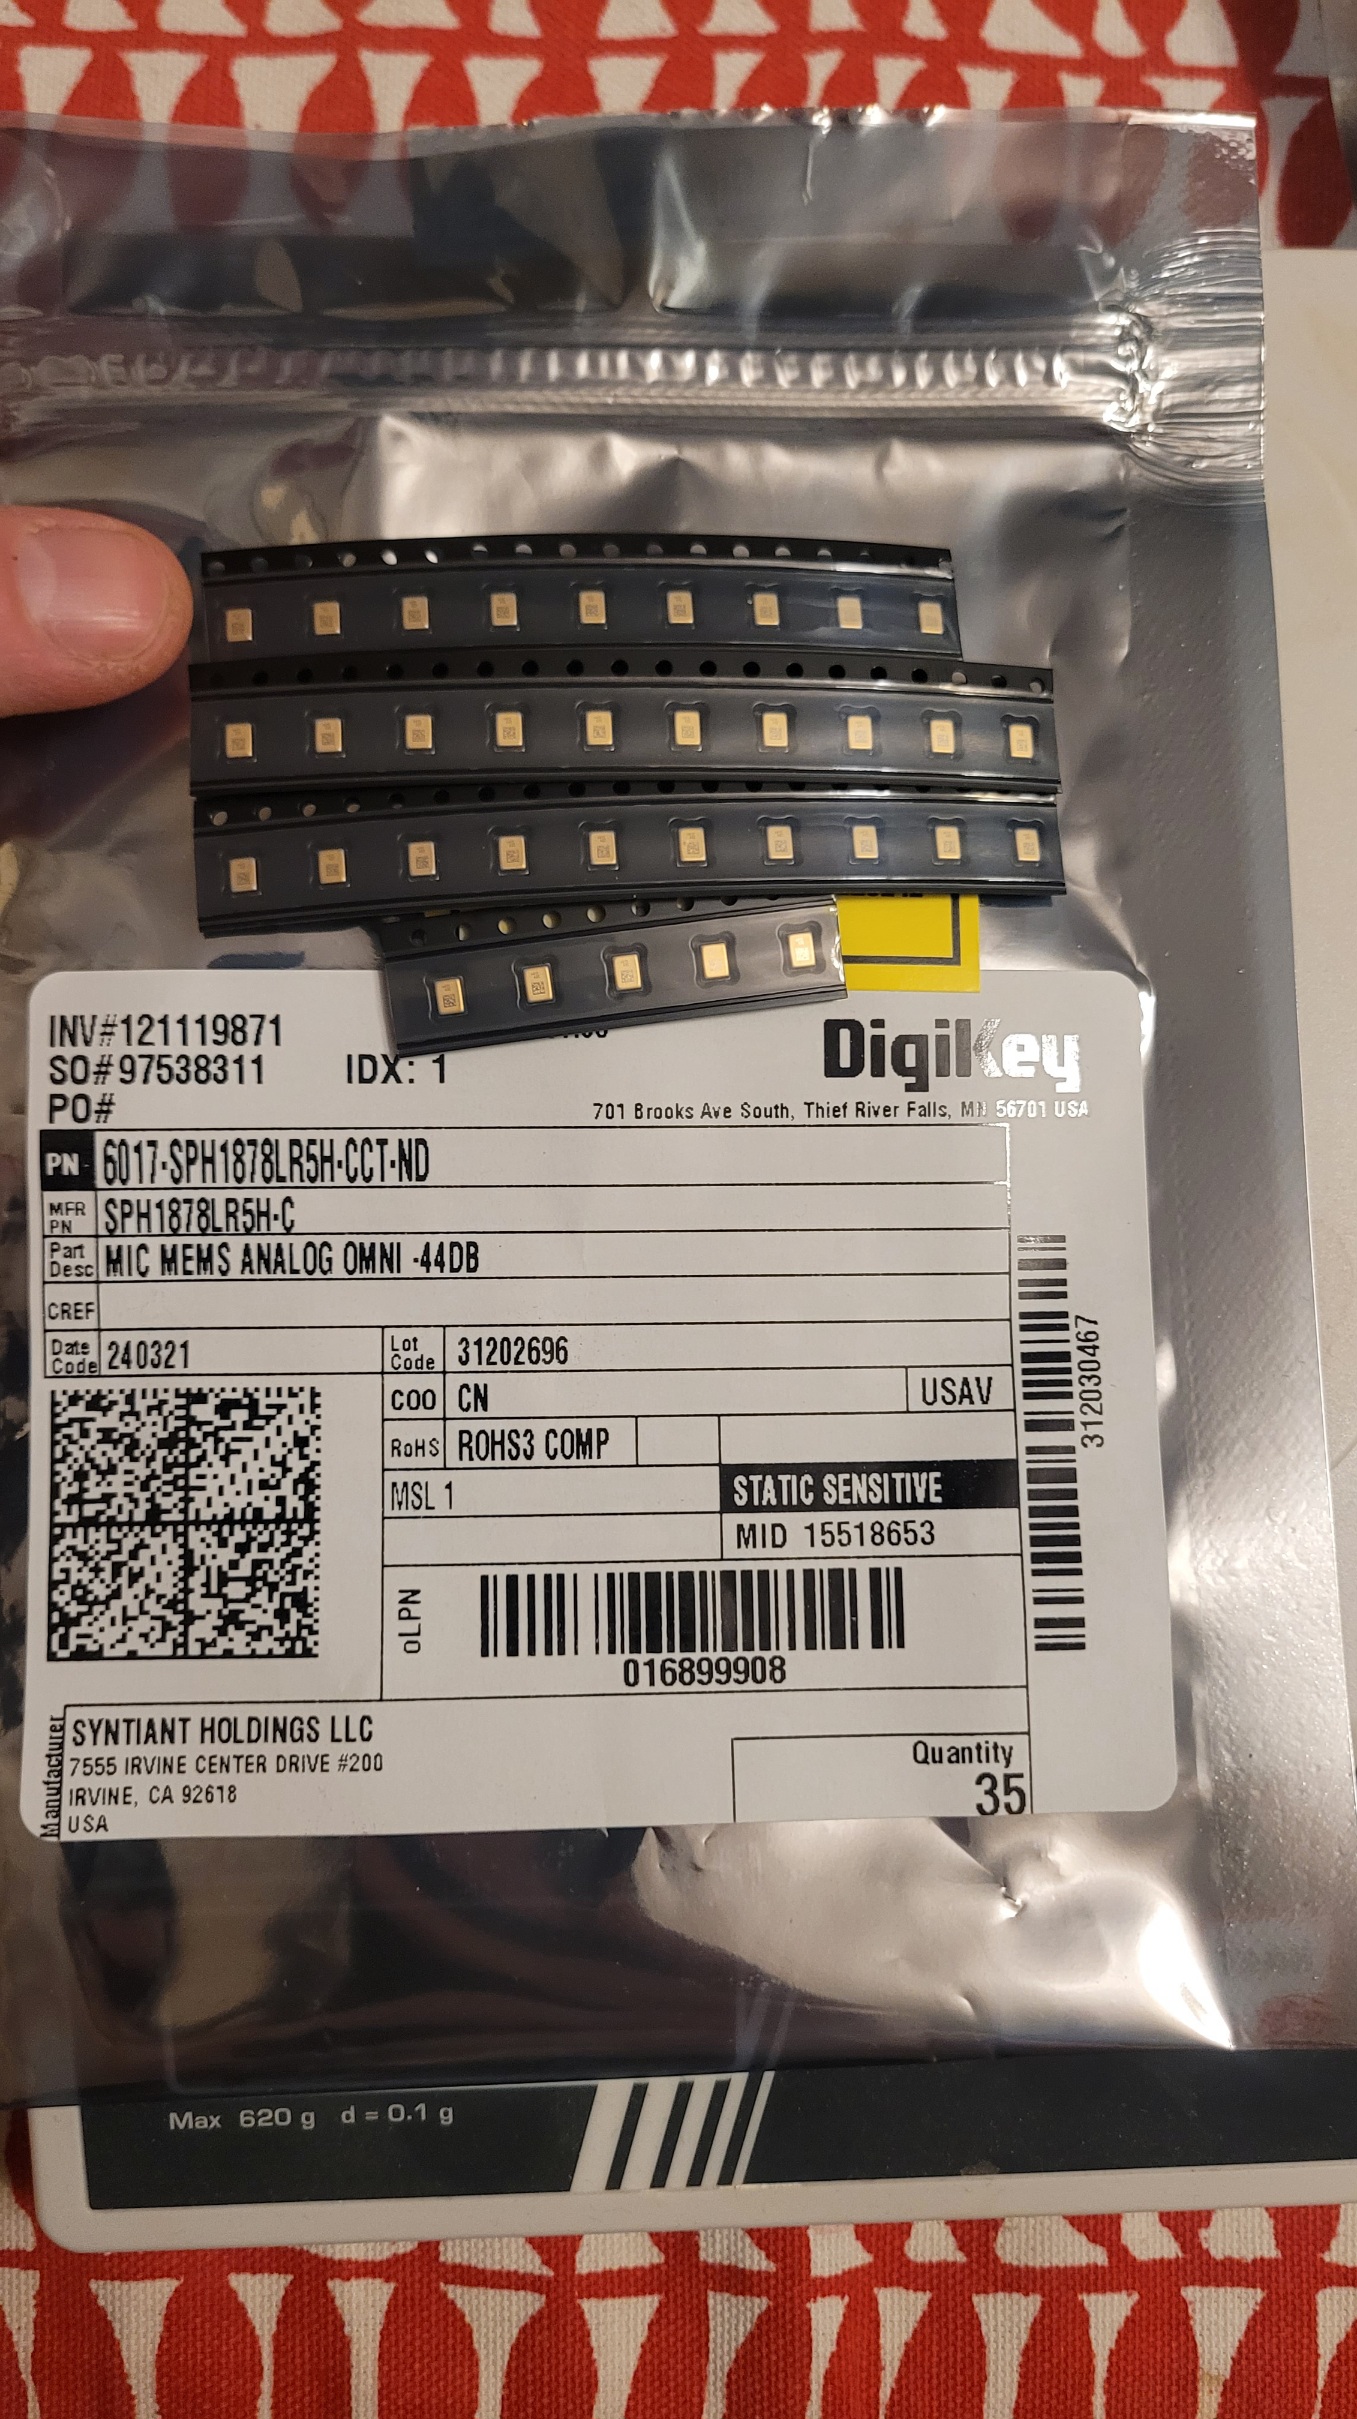 INV#121119871
SO#97538311 IDX: 1
PO#
DigiKey
701 Brooks Ave South, Thief River Falls, MN 56701 USA
PN 6017-SPH1878LR5H-CCT-ND
MFR PN SPH1878LR5H-C
Part Desc MIC MEMS ANALOG OMNI -44DB
CREF
Date Code 240321 Lot Code 31202696
COO CN USAV
RoHS ROHS3 COMP
MSL 1 STATIC SENSITIVE
MID 15518653
oLPN
016899908
312030467
Manufacturer
SYNTIANT HOLDINGS LLC
7555 IRVINE CENTER DRIVE #200
IRVINE, CA 92618
USA
Quantity
35
Max 620 g d = 0.1 g